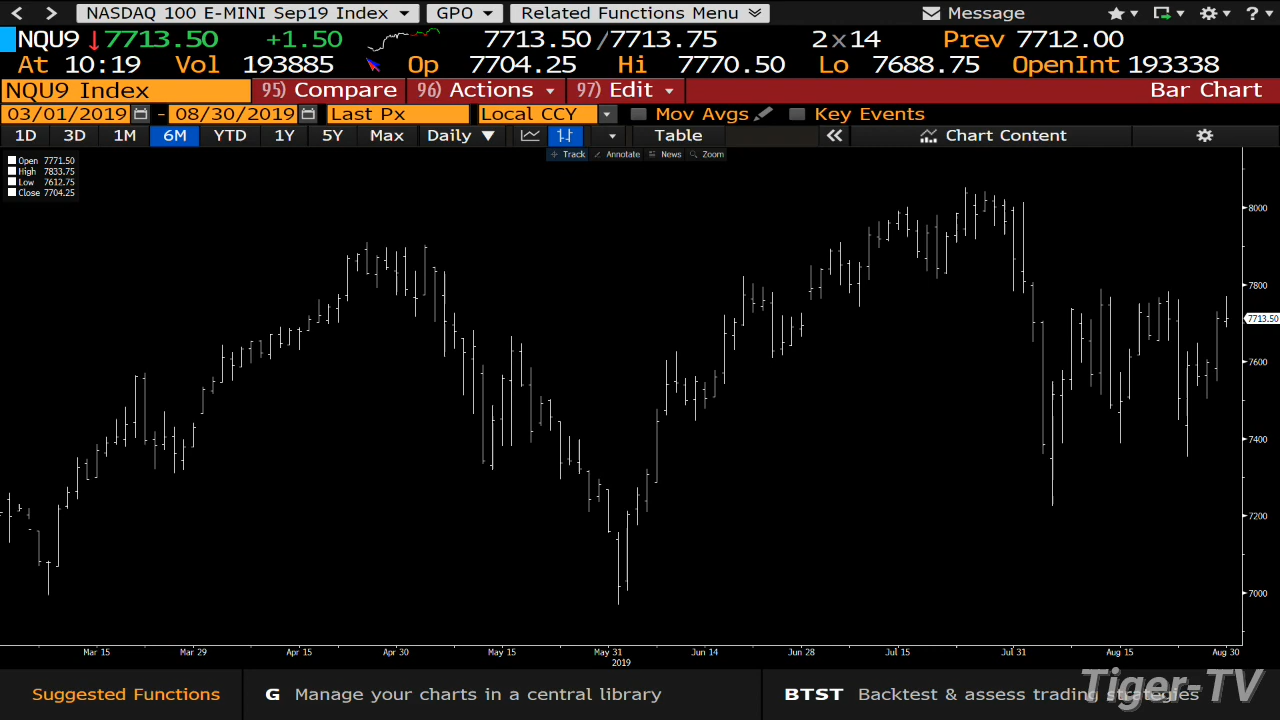 NASDAQ 100 E-MINI Sep19 Index GPO Related Functions Menu Message ?
NQU9 7713.50 +1.50 7713.50/7713.75 2×14 Prev 7712.00
At 10:19 Vol 193885 Op 7704.25 Hi 7770.50 Lo 7688.75 OpenInt 193338
NQU9 Index 95) Compare 96) Actions 97) Edit Bar Chart
03/01/2019 - 08/30/2019 Last Px Local CCY Mov Avgs Key Events
1D 3D 1M 6M YTD 1Y 5Y Max Daily Table Chart Content
Track Annotate News Zoom
Open 7771.50
High 7833.75
Low 7612.75
Close 7704.25
8000
7800
7713.50
7600
7400
7200
7000
Mar 15 Mar 29 Apr 15 Apr 30 May 15 May 31 Jun 14 Jun 28 Jul 15 Jul 31 Aug 15 Aug 30
2019
Suggested Functions G Manage your charts in a central library BTST Backtest & assess trading strategies
Tiger-TV